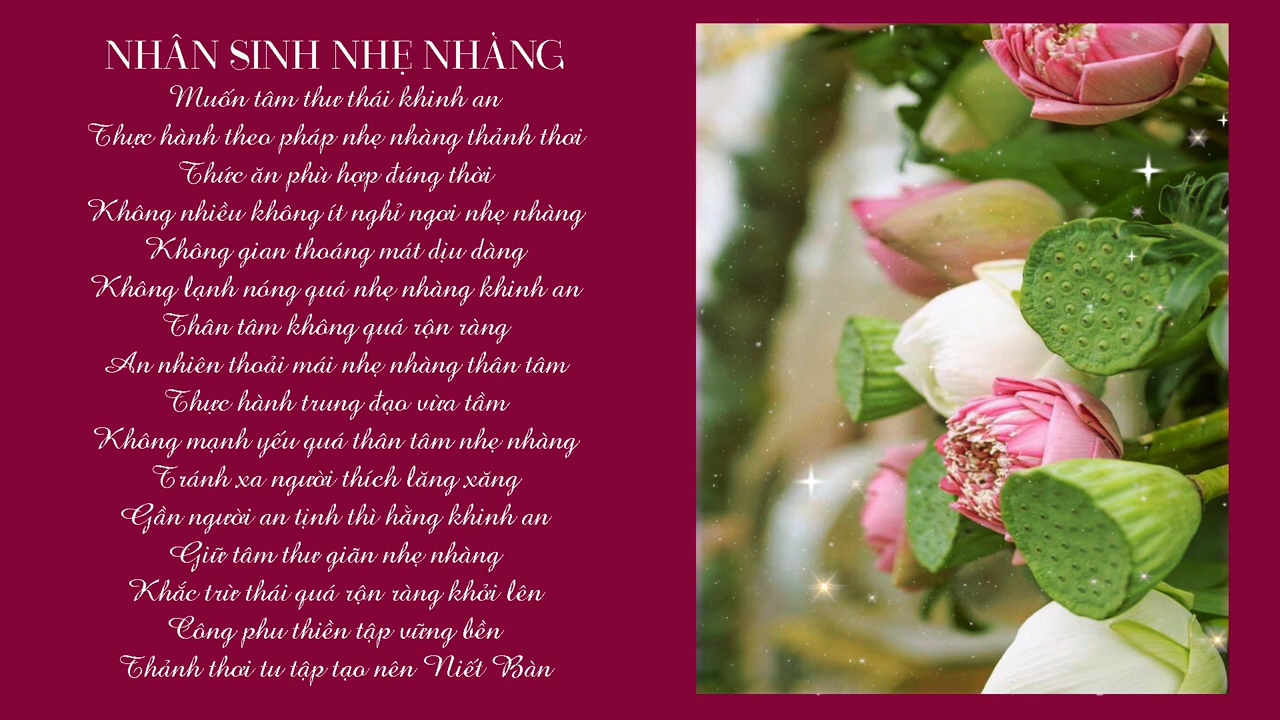 NHÂN SINH NHẸ NHÀNG
Muốn tâm thư thái khinh an
Thực hành theo pháp nhẹ nhàng thảnh thơi
Thức ăn phù hợp đúng thời
Không nhiều không ít nghỉ ngơi nhẹ nhàng
Không gian thoáng mát dịu dàng
Không lạnh nóng quá nhẹ nhàng khinh an
Thân tâm không quá rộn ràng
An nhiên thoải mái nhẹ nhàng thân tâm
Thực hành trung đạo vừa tầm
Không mạnh yếu quá thân tâm nhẹ nhàng
Tránh xa người thích lăng xăng
Gần người an tịnh thì hằng khinh an
Giữ tâm thư giãn nhẹ nhàng
Khắc trừ thái quá rộn ràng khởi lên
Công phu thiền tập vững bền
Thảnh thơi tu tập tạo nên Niết Bàn